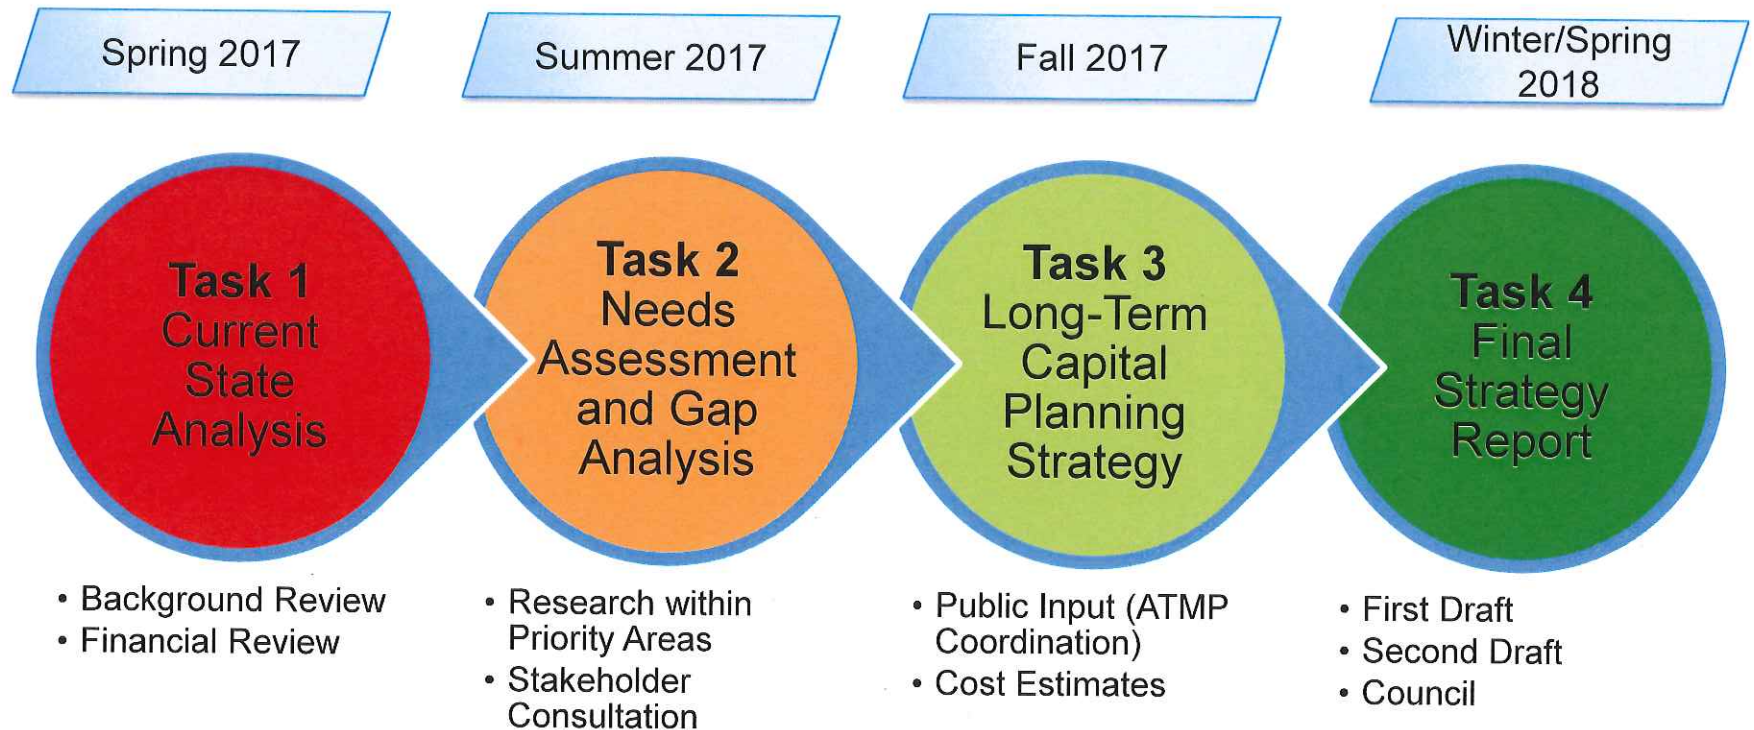 Spring 2017
Summer 2017
Fall 2017
Winter/Spring
2018
Task 1
Current
State
Analysis
Task 2
Needs
Assessment
and Gap
Analysis
Task 3
Long-Term
Capital
Planning
Strategy
Task 4
Final
Strategy
Report
• Background Review
• Financial Review
• Research within
Priority Areas
• Stakeholder
Consultation
• Public Input (ATMP
Coordination)
• Cost Estimates
• First Draft
• Second Draft
• Council